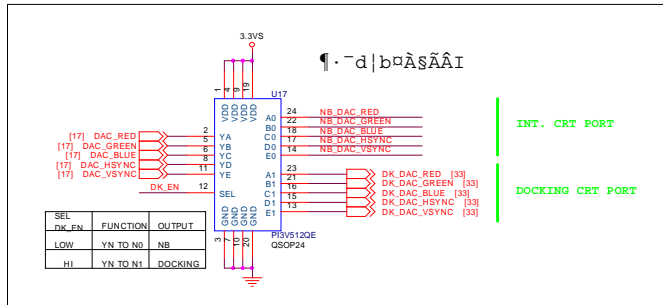 3.3VS
¶·¯d¦b¤À§ÃÂI
U17
1 4 9 19
VDD VDD VDD VDD
[17] DAC_RED 2 YA
[17] DAC_GREEN 5 YB
[17] DAC_BLUE 6 YC
[17] DAC_HSYNC 8 YD
[17] DAC_VSYNC 11 YE
DK_EN 12 SEL
A0 24 NB_DAC_RED
B0 22 NB_DAC_GREEN
C0 18 NB_DAC_BLUE
D0 17 NB_DAC_HSYNC
E0 14 NB_DAC_VSYNC
INT. CRT PORT
A1 23 DK_DAC_RED [33]
B1 21 DK_DAC_GREEN [33]
C1 16 DK_DAC_BLUE [33]
D1 15 DK_DAC_HSYNC [33]
E1 13 DK_DAC_VSYNC [33]
DOCKING CRT PORT
GND GND GND GND
3 7 10 20
PI3V512QE
QSOP24
SEL
DK_EN FUNCTION OUTPUT
LOW YN TO N0 NB
HI YN TO N1 DOCKING